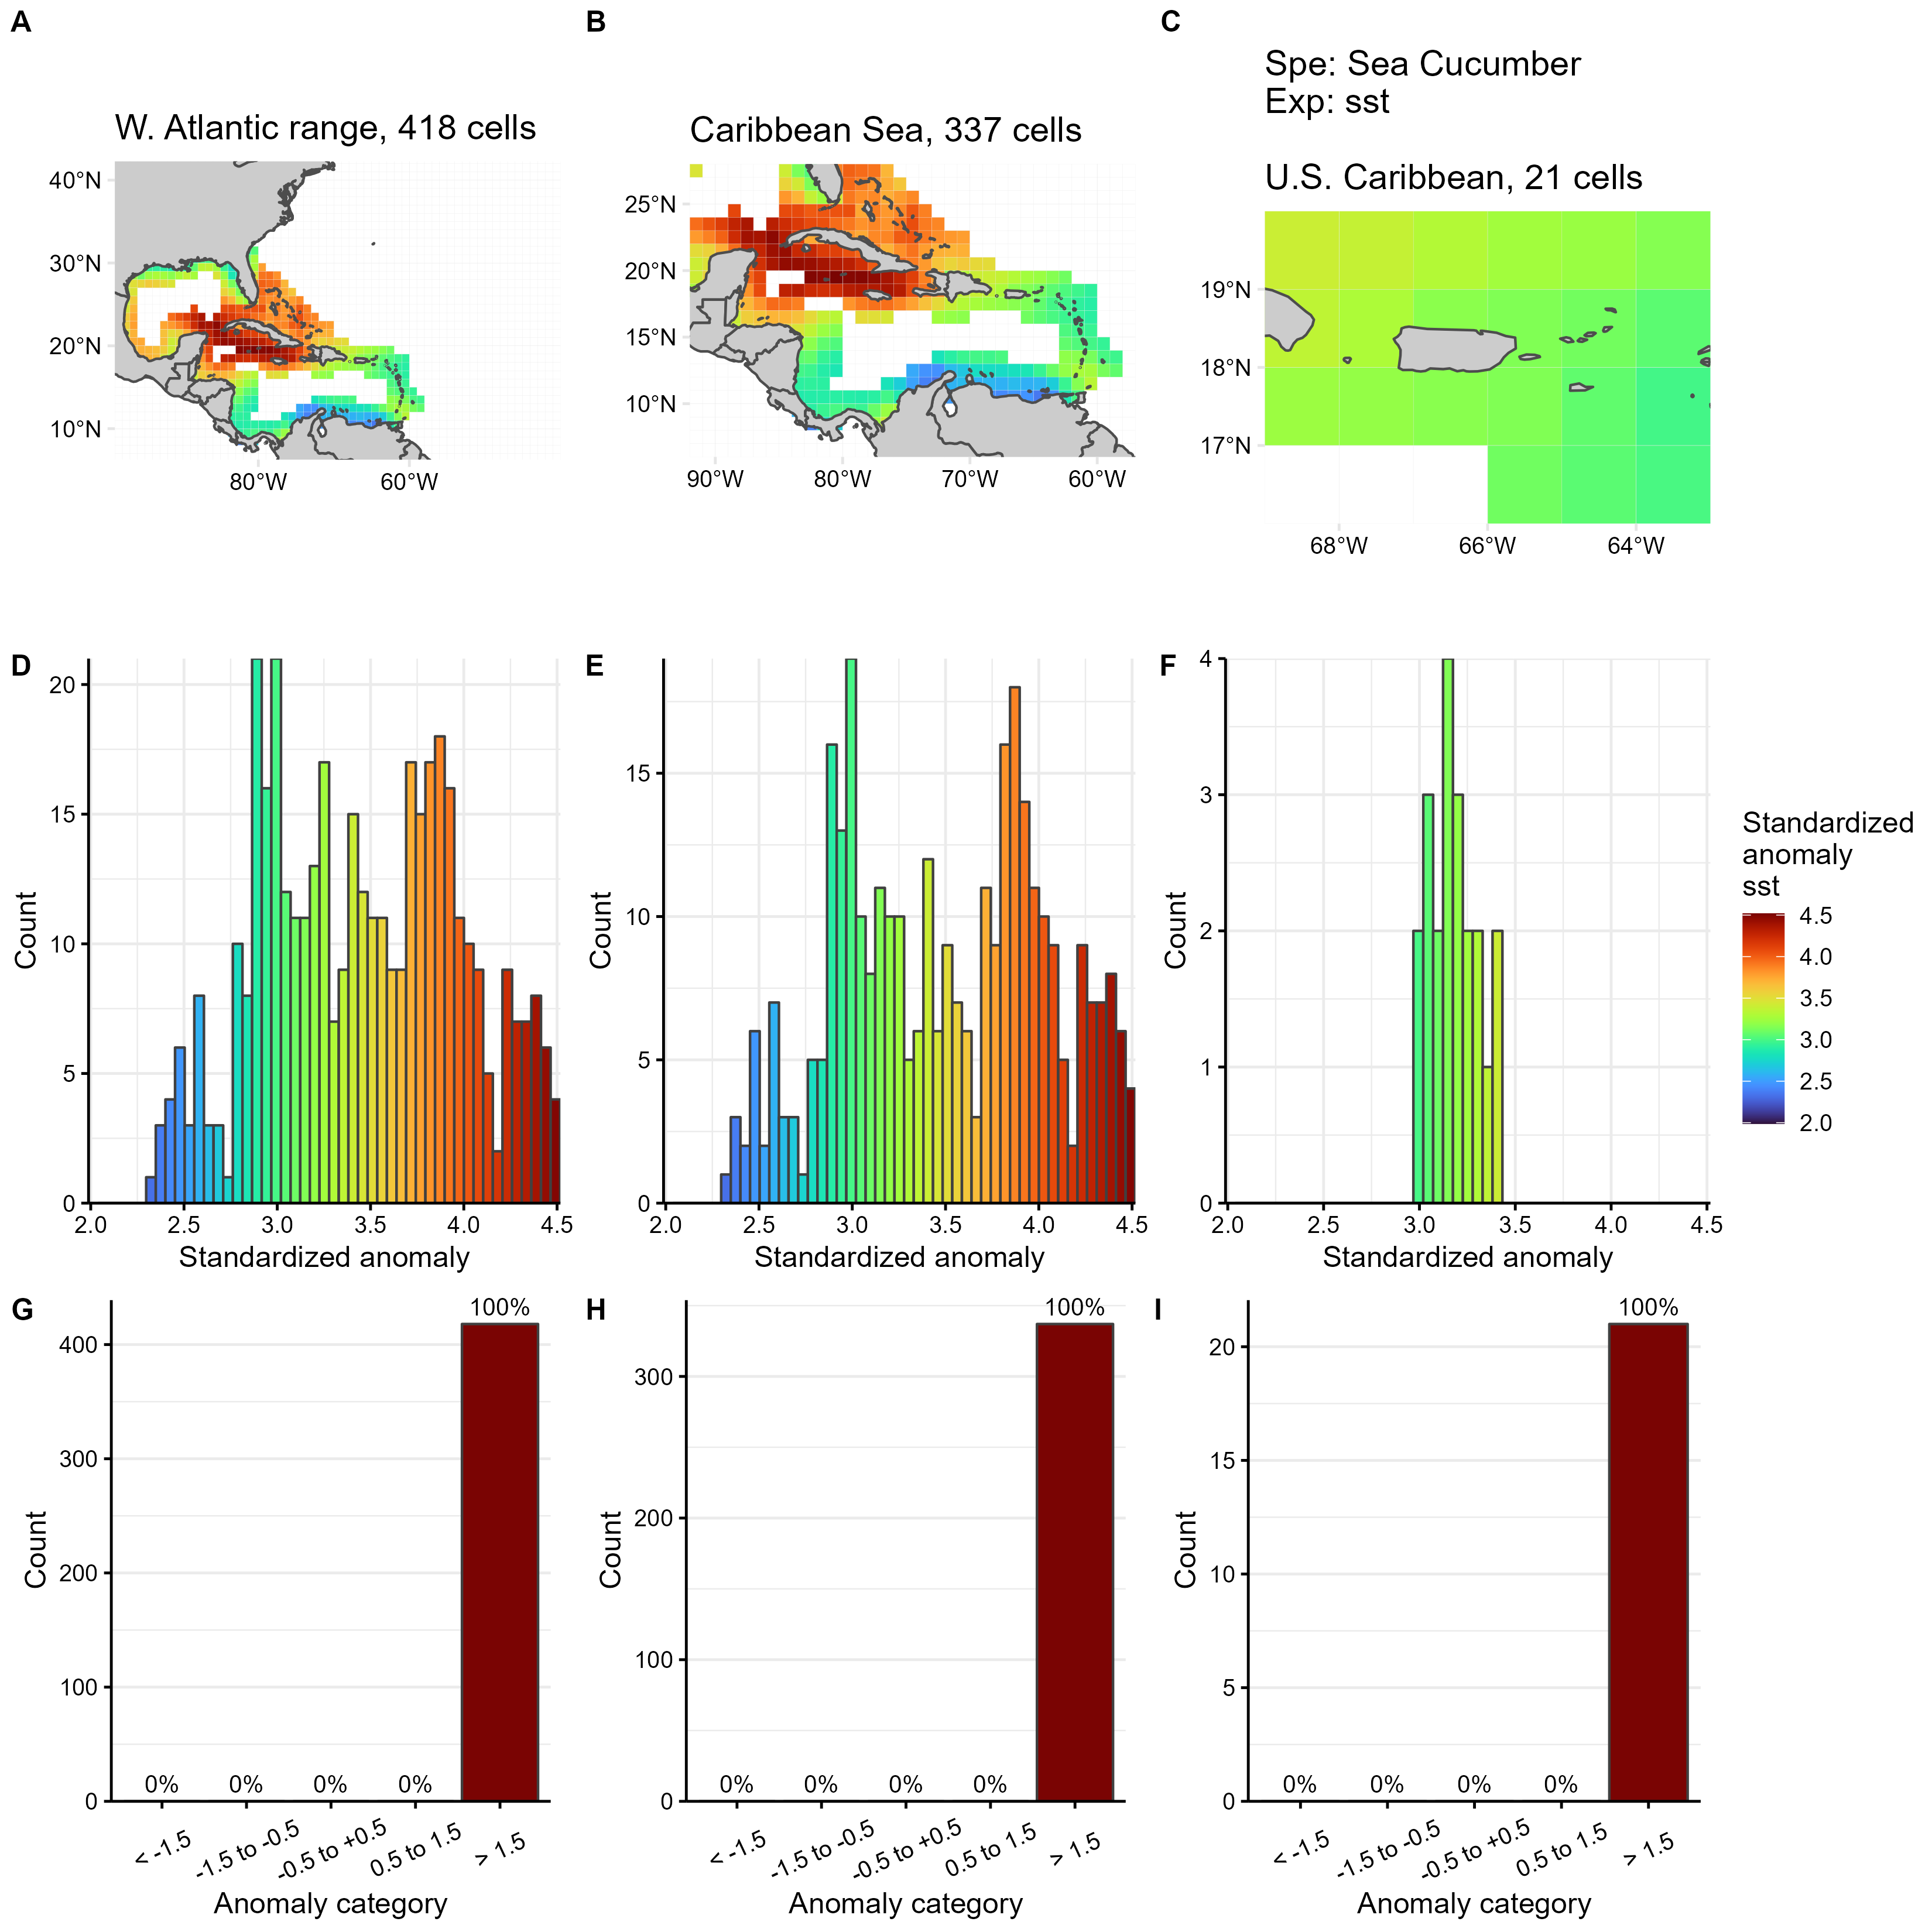 A
B
C
Spe: Sea Cucumber
Exp: sst
W. Atlantic range, 418 cells
Caribbean Sea, 337 cells
U.S. Caribbean, 21 cells
40°N
30°N
20°N
10°N
80°W
60°W
25°N
20°N
15°N
10°N
90°W
80°W
70°W
60°W
19°N
18°N
17°N
68°W
66°W
64°W
D
20
15
10
5
0
Count
2.0
2.5
3.0
3.5
4.0
4.5
Standardized anomaly
E
15
10
5
0
Count
2.0
2.5
3.0
3.5
4.0
4.5
Standardized anomaly
F
4
3
2
1
0
Count
2.0
2.5
3.0
3.5
4.0
4.5
Standardized anomaly
Standardized
anomaly
sst
4.5
4.0
3.5
3.0
2.5
2.0
G
400
300
200
100
0
Count
0%
0%
0%
0%
100%
< -1.5
-1.5 to -0.5
-0.5 to +0.5
0.5 to 1.5
> 1.5
Anomaly category
H
300
200
100
0
Count
0%
0%
0%
0%
100%
< -1.5
-1.5 to -0.5
-0.5 to +0.5
0.5 to 1.5
> 1.5
Anomaly category
I
20
15
10
5
0
Count
0%
0%
0%
0%
100%
< -1.5
-1.5 to -0.5
-0.5 to +0.5
0.5 to 1.5
> 1.5
Anomaly category